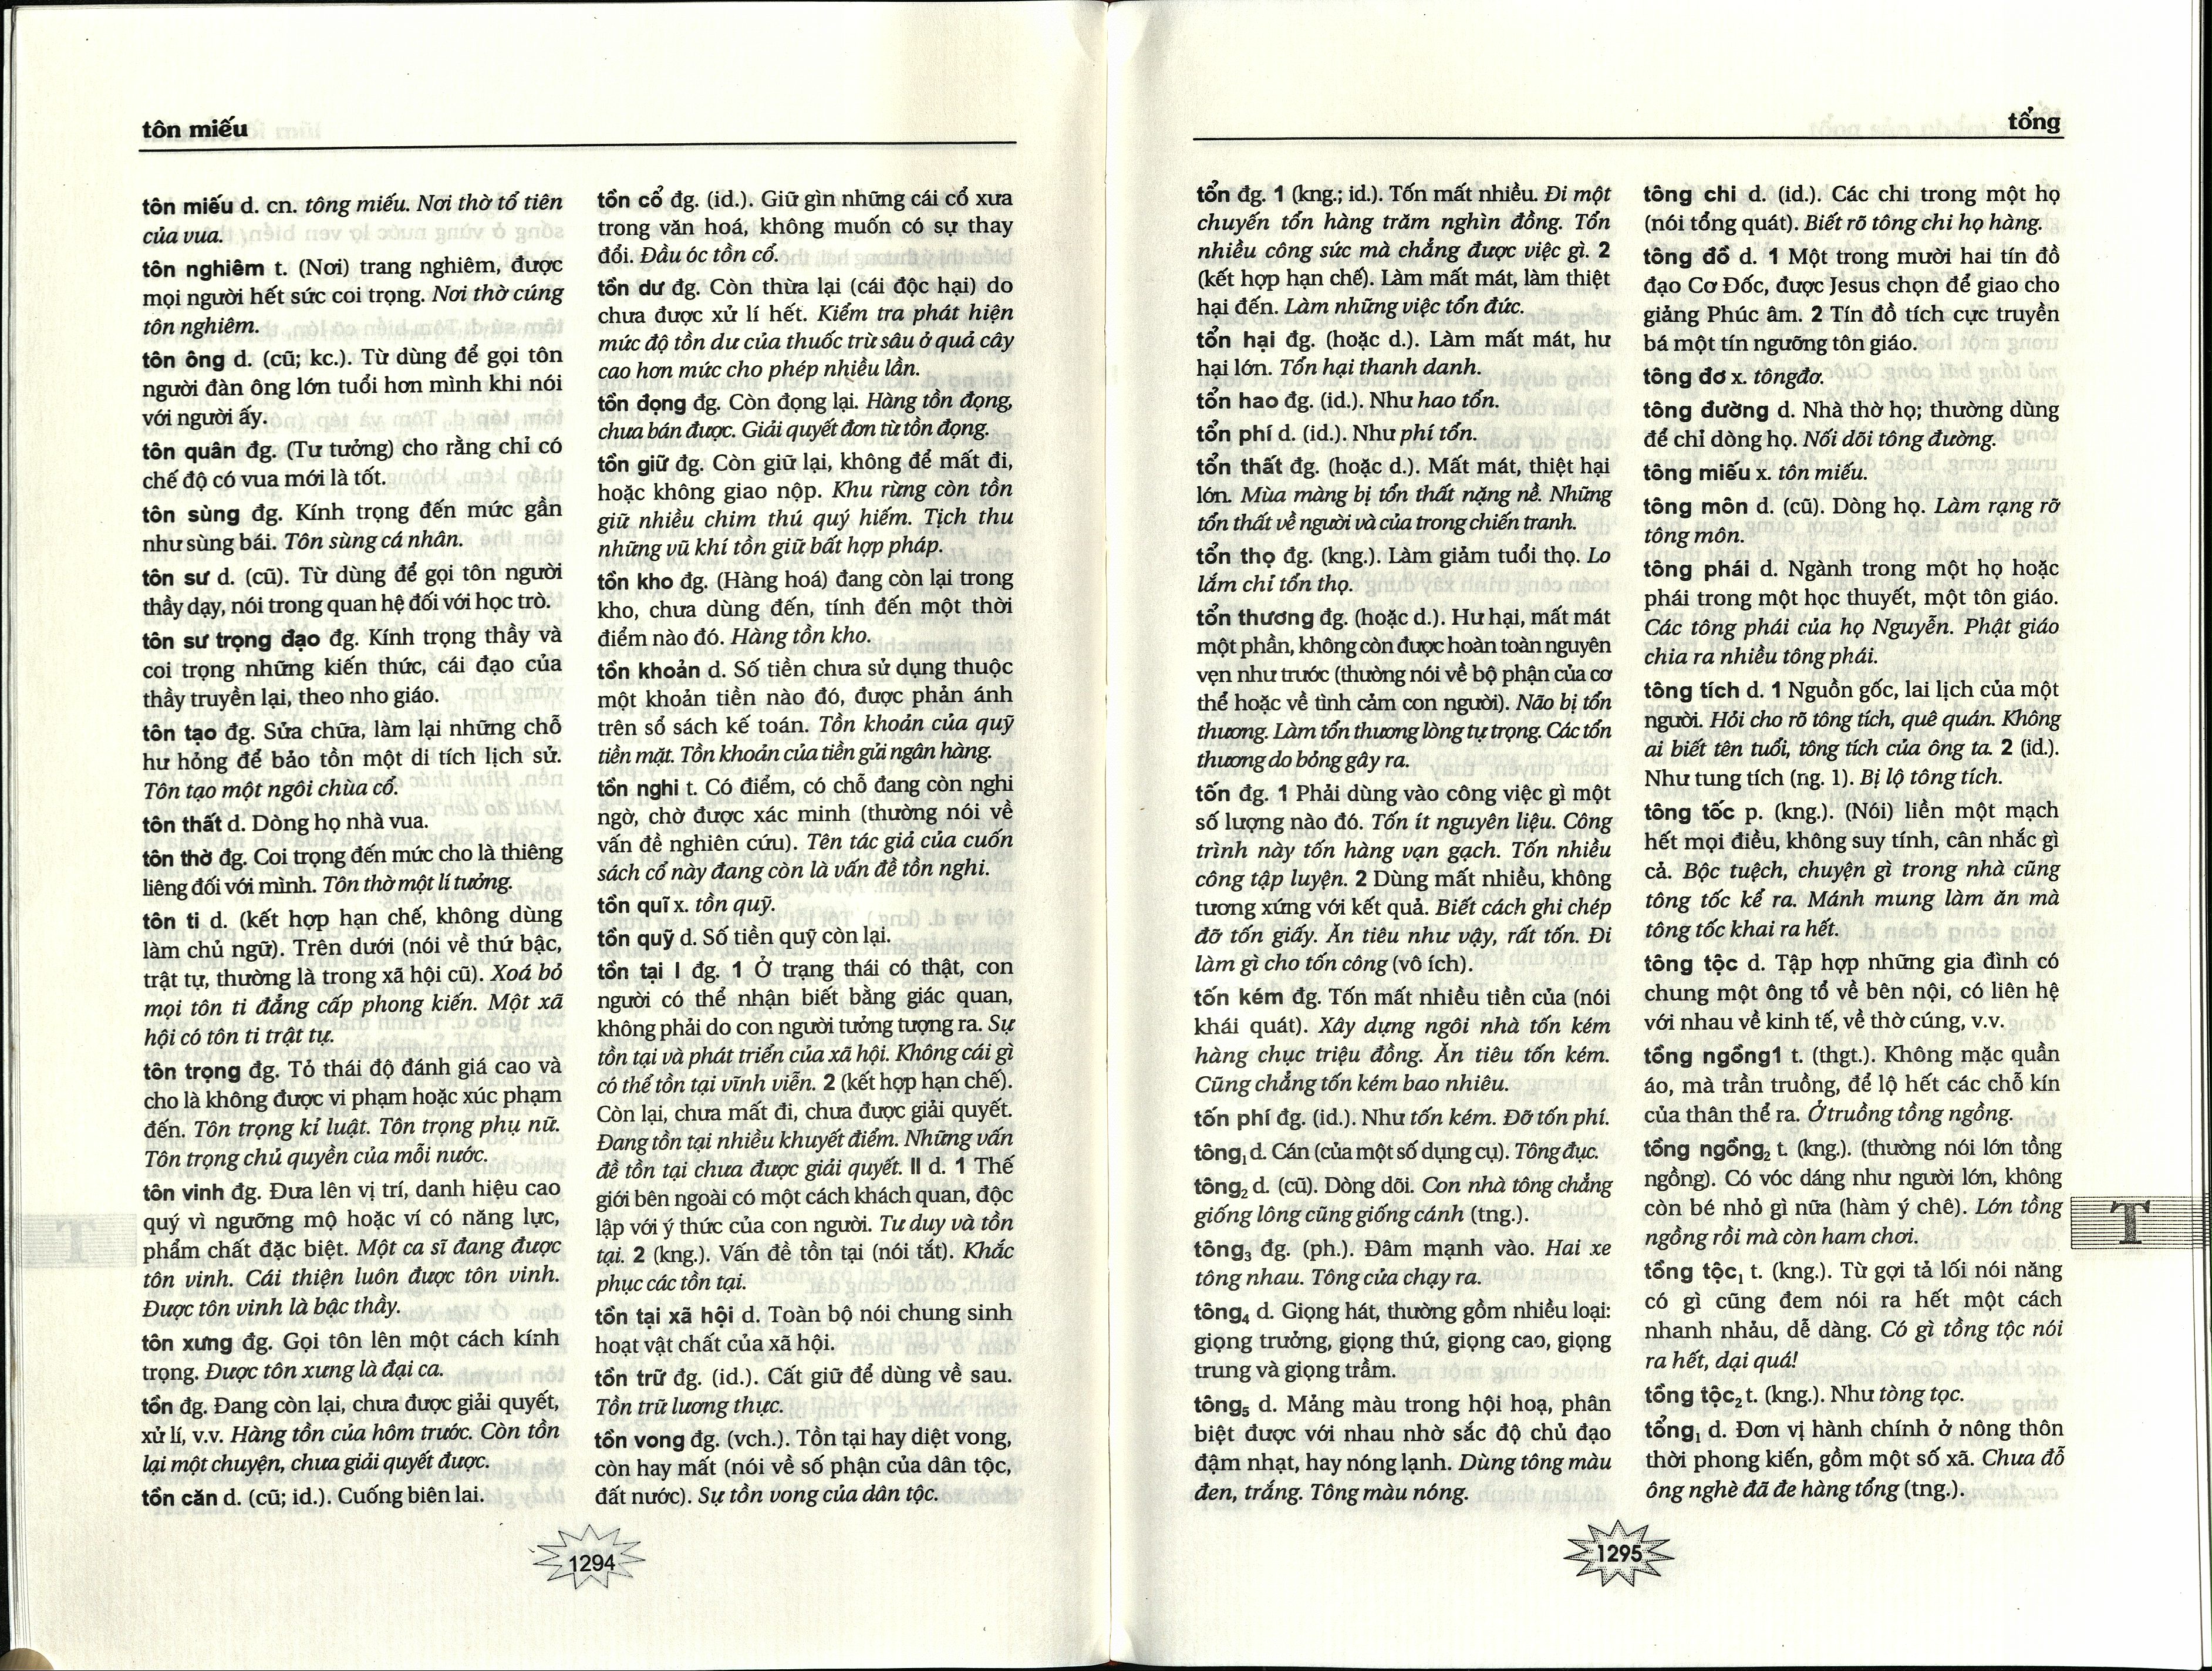 tôn miếu
tôn miếu d. cn. tông miếu. Nơi thờ tổ tiên
của vua.
tôn nghiêm t. (Nơi) trang nghiêm, được
mọi người hết sức coi trọng. Nơi thờ cúng
tôn nghiêm.
tôn ông d. (cũ; kc.). Từ dùng để gọi tôn
người đàn ông lớn tuổi hơn mình khi nói
với người ấy.
tôn quân đg. (Tư tưởng) cho rằng chỉ có
chế độ có vua mới là tốt.
tôn sùng đg. Kính trọng đến mức gần
như sùng bái. Tôn sùng cá nhân.
tôn sư d. (cũ). Từ dùng để gọi tôn người
thầy dạy, nói trong quan hệ đối với học trò.
tôn sư trọng đạo đg. Kính trọng thầy và
coi trọng những kiến thức, cái đạo của
thầy truyền lại, theo nho giáo.
tôn tạo đg. Sửa chữa, làm lại những chỗ
hư hỏng để bảo tồn một di tích lịch sử.
Tôn tạo một ngôi chùa cổ.
tôn thất d. Dòng họ nhà vua.
tôn thờ đg. Coi trọng đến mức cho là thiêng
liêng đối với mình. Tôn thờ một lí tưởng.
tôn ti d. (kết hợp hạn chế, không dùng
làm chủ ngữ). Trên dưới (nói về thứ bậc,
trật tự, thường là trong xã hội cũ). Xoá bỏ
mọi tôn ti đẳng cấp phong kiến. Một xã
hội có tôn ti trật tự.
tôn trọng đg. Tỏ thái độ đánh giá cao và
cho là không được vi phạm hoặc xúc phạm
đến. Tôn trọng kỉ luật. Tôn trọng phụ nữ.
Tôn trọng chủ quyền của mỗi nước.
tôn vinh đg. Đưa lên vị trí, danh hiệu cao
quý vì ngưỡng mộ hoặc ví có năng lực,
phẩm chất đặc biệt. Một ca sĩ đang được
tôn vinh. Cái thiện luôn được tôn vinh.
Được tôn vinh là bậc thầy.
tôn xưng đg. Gọi tôn lên một cách kính
trọng. Được tôn xưng là đại ca.
tồn đg. Đang còn lại, chưa được giải quyết,
xử lí, v.v. Hàng tồn của hôm trước. Còn tồn
lại một chuyện, chưa giải quyết được.
tồn căn d. (cũ; id.). Cuống biên lai.
tồn cổ đg. (id.). Giữ gìn những cái cổ xưa
trong văn hoá, không muốn có sự thay
đổi. Đầu óc tồn cổ.
tồn dư đg. Còn thừa lại (cái độc hại) do
chưa được xử lí hết. Kiểm tra phát hiện
mức độ tồn dư của thuốc trừ sâu ở quả cây
cao hơn mức cho phép nhiều lần.
tồn đọng đg. Còn đọng lại. Hàng tồn đọng,
chưa bán được. Giải quyết đơn từ tồn đọng.
tồn giữ đg. Còn giữ lại, không để mất đi,
hoặc không giao nộp. Khu rừng còn tồn
giữ nhiều chim thú quý hiếm. Tịch thu
những vũ khí tồn giữ bất hợp pháp.
tồn kho đg. (Hàng hoá) đang còn lại trong
kho, chưa dùng đến, tính đến một thời
điểm nào đó. Hàng tồn kho.
tồn khoản d. Số tiền chưa sử dụng thuộc
một khoản tiền nào đó, được phản ánh
trên sổ sách kế toán. Tồn khoản của quỹ
tiền mặt. Tồn khoản của tiền gửi ngân hàng.
tồn nghi t. Có điểm, có chỗ đang còn nghi
ngờ, chờ được xác minh (thường nói về
vấn đề nghiên cứu). Tên tác giả của cuốn
sách cổ này đang còn là vấn đề tồn nghi.
tồn quĩ x. tồn quỹ.
tồn quỹ d. Số tiền quỹ còn lại.
tồn tại I đg. 1 Ở trạng thái có thật, con
người có thể nhận biết bằng giác quan,
không phải do con người tưởng tượng ra. Sự
tồn tại và phát triển của xã hội. Không cái gì
có thể tồn tại vĩnh viễn. 2 (kết hợp hạn chế).
Còn lại, chưa mất đi, chưa được giải quyết.
Đang tồn tại nhiều khuyết điểm. Những vấn
đề tồn tại chưa được giải quyết. II d. 1 Thế
giới bên ngoài có một cách khách quan, độc
lập với ý thức của con người. Tư duy và tồn
tại. 2 (kng.). Vấn đề tồn tại (nói tắt). Khắc
phục các tồn tại.
tồn tại xã hội d. Toàn bộ nói chung sinh
hoạt vật chất của xã hội.
tồn trữ đg. (id.). Cất giữ để dùng về sau.
Tồn trữ lương thực.
tồn vong đg. (vch.). Tồn tại hay diệt vong,
còn hay mất (nói về số phận của dân tộc,
đất nước). Sự tồn vong của dân tộc.
1294
tổng
tổn đg. 1 (kng.; id.). Tốn mất nhiều. Đi một
chuyến tổn hàng trăm nghìn đồng. Tổn
nhiều công sức mà chẳng được việc gì. 2
(kết hợp hạn chế). Làm mất mát, làm thiệt
hại đến. Làm những việc tổn đức.
tổn hại đg. (hoặc d.). Làm mất mát, hư
hại lớn. Tổn hại thanh danh.
tổn hao đg. (id.). Như hao tổn.
tổn phí d. (id.). Như phí tổn.
tổn thất đg. (hoặc d.). Mất mát, thiệt hại
lớn. Mùa màng bị tổn thất nặng nề. Những
tổn thất về người và của trong chiến tranh.
tổn thọ đg. (kng.). Làm giảm tuổi thọ. Lo
lắm chỉ tổn thọ.
tổn thương đg. (hoặc d.). Hư hại, mất mát
một phần, không còn được hoàn toàn nguyên
vẹn như trước (thường nói về bộ phận của cơ
thể hoặc về tình cảm con người). Não bị tổn
thương. Làm tổn thương lòng tự trọng. Các tổn
thương do bỏng gây ra.
tốn đg. 1 Phải dùng vào công việc gì một
số lượng nào đó. Tốn ít nguyên liệu. Công
trình này tốn hàng vạn gạch. Tốn nhiều
công tập luyện. 2 Dùng mất nhiều, không
tương xứng với kết quả. Biết cách ghi chép
đỡ tốn giấy. Ăn tiêu như vậy, rất tốn. Đi
làm gì cho tốn công (vô ích).
tốn kém đg. Tốn mất nhiều tiền của (nói
khái quát). Xây dựng ngôi nhà tốn kém
hàng chục triệu đồng. Ăn tiêu tốn kém.
Cũng chẳng tốn kém bao nhiêu.
tốn phí đg. (id.). Như tốn kém. Đỡ tốn phí.
tông₁ d. Cán (của một số dụng cụ). Tông đục.
tông₂ d. (cũ). Dòng dõi. Con nhà tông chẳng
giống lông cũng giống cánh (tng.).
tông₃ đg. (ph.). Đâm mạnh vào. Hai xe
tông nhau. Tông cửa chạy ra.
tông₄ d. Giọng hát, thường gồm nhiều loại:
giọng trưởng, giọng thứ, giọng cao, giọng
trung và giọng trầm.
tông₅ d. Mảng màu trong hội hoạ, phân
biệt được với nhau nhờ sắc độ chủ đạo
đậm nhạt, hay nóng lạnh. Dùng tông màu
đen, trắng. Tông màu nóng.
tông chi d. (id.). Các chi trong một họ
(nói tổng quát). Biết rõ tông chi họ hàng.
tông đồ d. 1 Một trong mười hai tín đồ
đạo Cơ Đốc, được Jesus chọn để giao cho
giảng Phúc âm. 2 Tín đồ tích cực truyền
bá một tín ngưỡng tôn giáo.
tông đơ x. tôngđơ.
tông đường d. Nhà thờ họ; thường dùng
để chỉ dòng họ. Nối dõi tông đường.
tông miếu x. tôn miếu.
tông môn d. (cũ). Dòng họ. Làm rạng rỡ
tông môn.
tông phái d. Ngành trong một họ hoặc
phái trong một học thuyết, một tôn giáo.
Các tông phái của họ Nguyễn. Phật giáo
chia ra nhiều tông phái.
tông tích d. 1 Nguồn gốc, lai lịch của một
người. Hỏi cho rõ tông tích, quê quán. Không
ai biết tên tuổi, tông tích của ông ta. 2 (id.).
Như tung tích (ng. 1). Bị lộ tông tích.
tông tốc p. (kng.). (Nói) liền một mạch
hết mọi điều, không suy tính, cân nhắc gì
cả. Bộc tuệch, chuyện gì trong nhà cũng
tông tốc kể ra. Mánh mung làm ăn mà
tông tốc khai ra hết.
tông tộc d. Tập hợp những gia đình có
chung một ông tổ về bên nội, có liên hệ
với nhau về kinh tế, về thờ cúng, v.v.
tồng ngồng1 t. (thgt.). Không mặc quần
áo, mà trần truồng, để lộ hết các chỗ kín
của thân thể ra. Ở truồng tồng ngồng.
tồng ngồng₂ t. (kng.). (thường nói lớn tồng
ngồng). Có vóc dáng như người lớn, không
còn bé nhỏ gì nữa (hàm ý chê). Lớn tồng
ngồng rồi mà còn ham chơi.
tồng tộc₁ t. (kng.). Từ gợi tả lối nói năng
có gì cũng đem nói ra hết một cách
nhanh nhảu, dễ dàng. Có gì tồng tộc nói
ra hết, dại quá!
tồng tộc₂ t. (kng.). Như tòng tọc.
tổng₁ d. Đơn vị hành chính ở nông thôn
thời phong kiến, gồm một số xã. Chưa đỗ
ông nghè đã đe hàng tổng (tng.).
T
1295